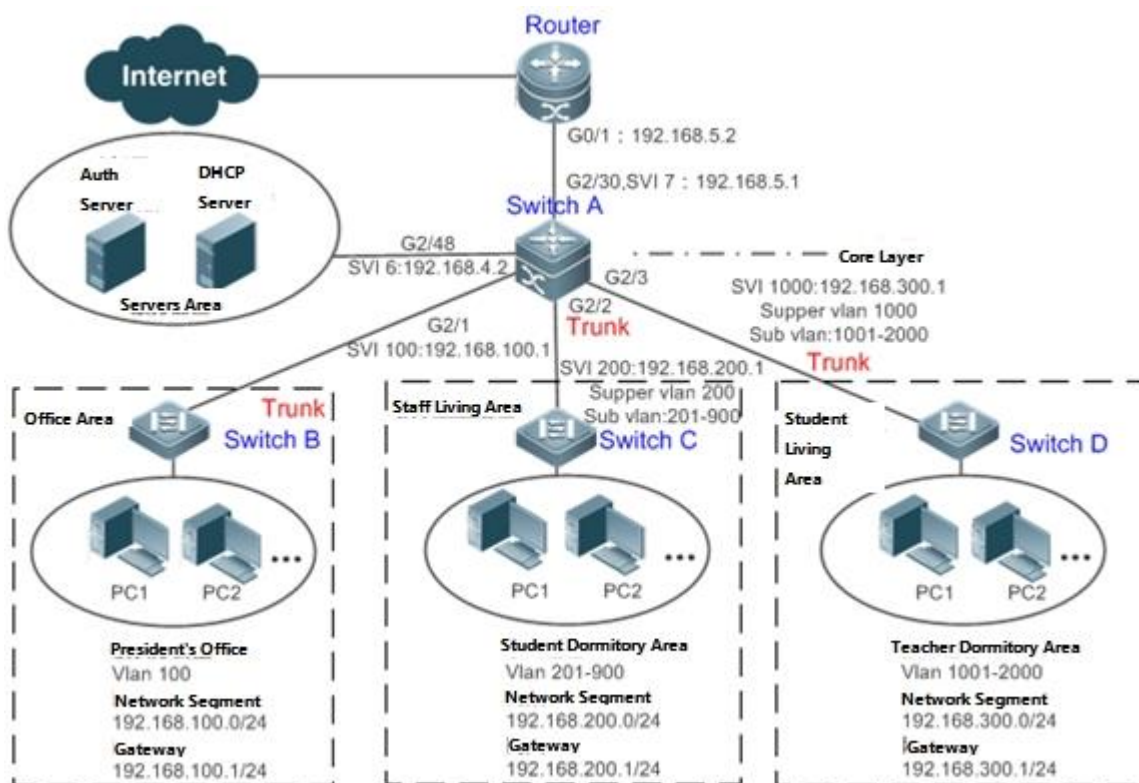 Router
Internet
G0/1 : 192.168.5.2
Auth
Server
DHCP
Server
G2/30,SVI 7 : 192.168.5.1
Switch A
G2/48
SVI 6:192.168.4.2
Servers Area
Core Layer
G2/3
SVI 1000:192.168.300.1
Supper vlan 1000
Sub vlan:1001-2000
G2/2
Trunk
G2/1
SVI 100:192.168.100.1
Trunk
SVI 200:192.168.200.1
Supper vlan 200
Sub vlan:201-900
Office Area
Trunk
Switch B
Staff Living Area
Switch C
Student
Living
Area
Switch D
PC1
PC2
...
PC1
PC2
...
PC1
PC2
...
President's Office
Vlan 100
Network Segment
192.168.100.0/24
Gateway
192.168.100.1/24
Student Dormitory Area
Vlan 201-900
Network Segment
192.168.200.0/24
Gateway
192.168.200.1/24
Teacher Dormitory Area
Vlan 1001-2000
Network Segment
192.168.300.0/24
Gateway
192.168.300.1/24